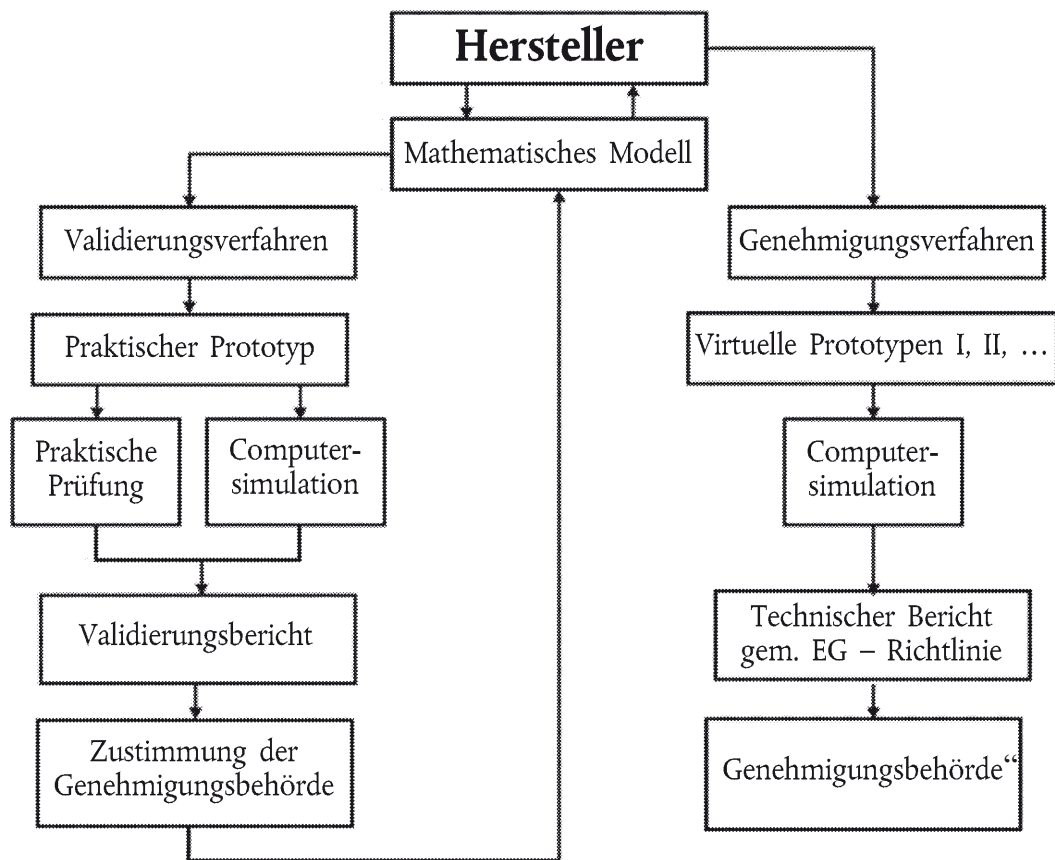 Hersteller
Mathematisches Modell
Validierungsverfahren
Genehmigungsverfahren
Praktischer Prototyp
Virtuelle Prototypen I, II, …
Praktische
Prüfung
Computer-
simulation
Computer-
simulation
Validierungsbericht
Technischer Bericht
gem. EG – Richtlinie
Zustimmung der
Genehmigungsbehörde
Genehmigungsbehörde“